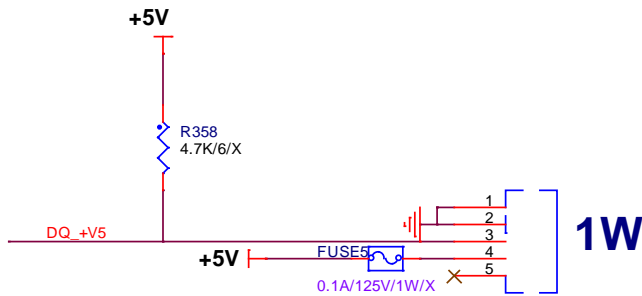 +5V
R358
4.7K/6/X
1
2
DQ_+V5
3
1W
+5V
FUSE5
4
5
0.1A/125V/1W/X